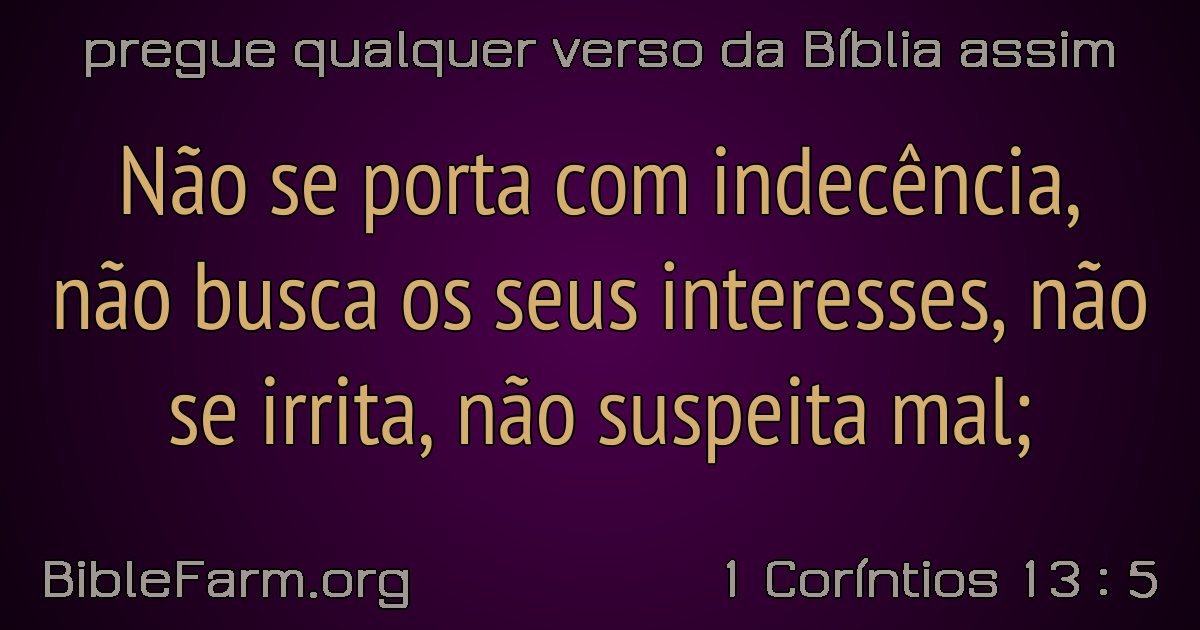 pregue qualquer verso da Bíblia assim
Não se porta com indecência,
não busca os seus interesses, não
se irrita, não suspeita mal;
BibleFarm.org
1 Coríntios 13 : 5